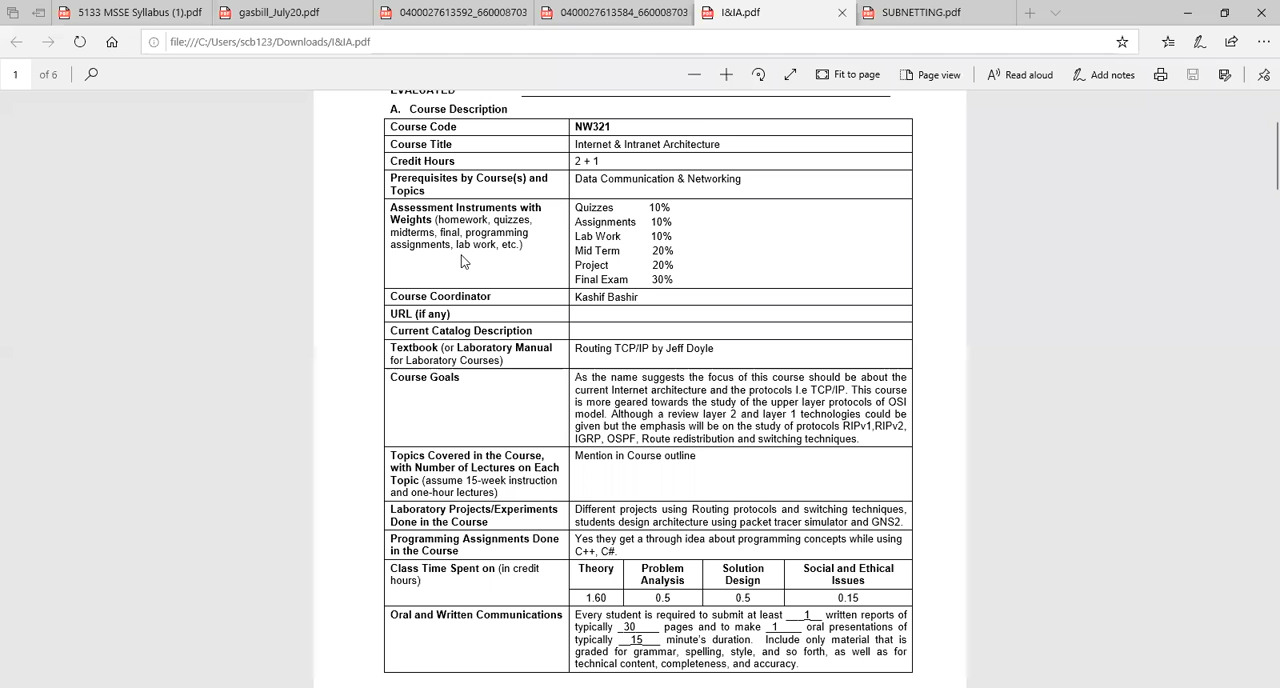 5133 MSSE Syllabus (1).pdf
gasbill_July20.pdf
0400027613592_660008703
0400027613584_660008703
I&IA.pdf
SUBNETTING.pdf
file:///C:/Users/scb123/Downloads/I&IA.pdf
1 of 6
Fit to page
Page view
Read aloud
Add notes
EVALUATED
A. Course Description
Course Code NW321
Course Title Internet & Intranet Architecture
Credit Hours 2 + 1
Prerequisites by Course(s) and Data Communication & Networking
Topics
Assessment Instruments with
Weights (homework, quizzes,
midterms, final, programming
assignments, lab work, etc.)
Quizzes 10%
Assignments 10%
Lab Work 10%
Mid Term 20%
Project 20%
Final Exam 30%
Course Coordinator Kashif Bashir
URL (if any)
Current Catalog Description
Textbook (or Laboratory Manual Routing TCP/IP by Jeff Doyle
for Laboratory Courses)
Course Goals
As the name suggests the focus of this course should be about the
current Internet architecture and the protocols I.e TCP/IP. This course
is more geared towards the study of the upper layer protocols of OSI
model. Although a review layer 2 and layer 1 technologies could be
given but the emphasis will be on the study of protocols RIPv1,RIPv2,
IGRP, OSPF, Route redistribution and switching techniques.
Topics Covered in the Course, Mention in Course outline
with Number of Lectures on Each
Topic (assume 15-week instruction
and one-hour lectures)
Laboratory Projects/Experiments
Done in the Course
Different projects using Routing protocols and switching techniques,
students design architecture using packet tracer simulator and GNS2.
Programming Assignments Done
in the Course
Yes they get a through idea about programming concepts while using
C++, C#.
Class Time Spent on (in credit
hours)
Theory
Problem
Analysis
Solution
Design
Social and Ethical
Issues
1.60 0.5 0.5 0.15
Oral and Written Communications
Every student is required to submit at least ___1__ written reports of
typically _30____ pages and to make _1____ oral presentations of
typically __15___ minute's duration. Include only material that is
graded for grammar, spelling, style, and so forth, as well as for
technical content, completeness, and accuracy.